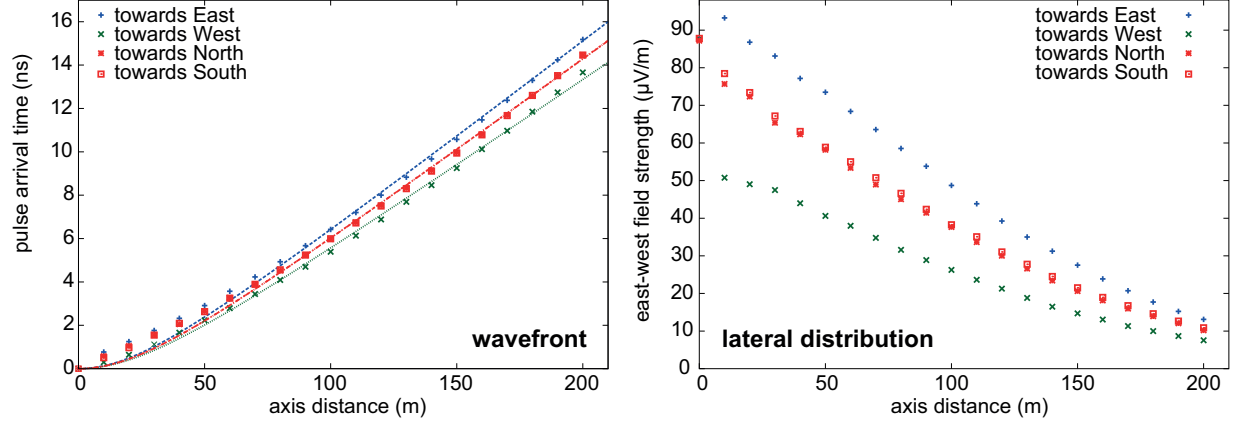 towards East
towards West
towards North
towards South
pulse arrival time (ns)
16
14
12
10
8
6
4
2
0
0 50 100 150 200
axis distance (m)
wavefront
towards East
towards West
towards North
towards South
east-west field strength (µV/m)
90
80
70
60
50
40
30
20
10
0
0 50 100 150 200
axis distance (m)
lateral distribution